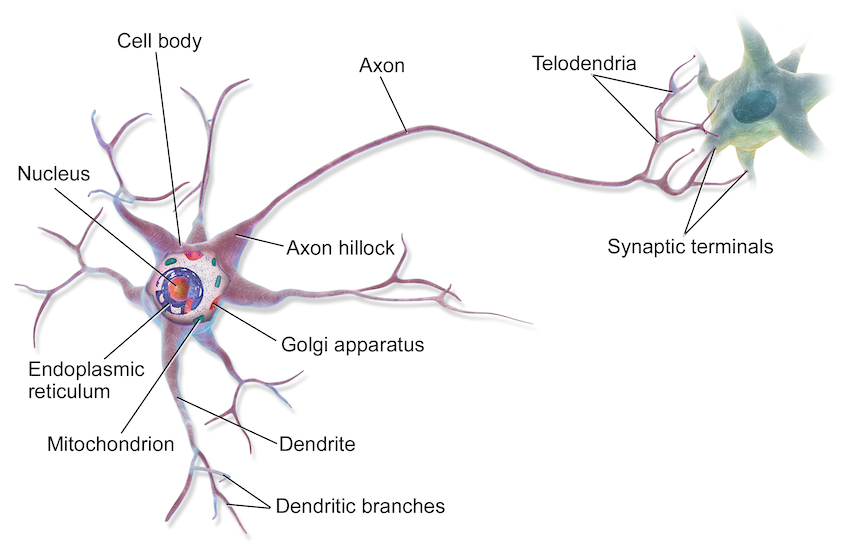 Cell body
Axon
Telodendria
Nucleus
Axon hillock
Synaptic terminals
Golgi apparatus
Endoplasmic
reticulum
Mitochondrion
Dendrite
Dendritic branches